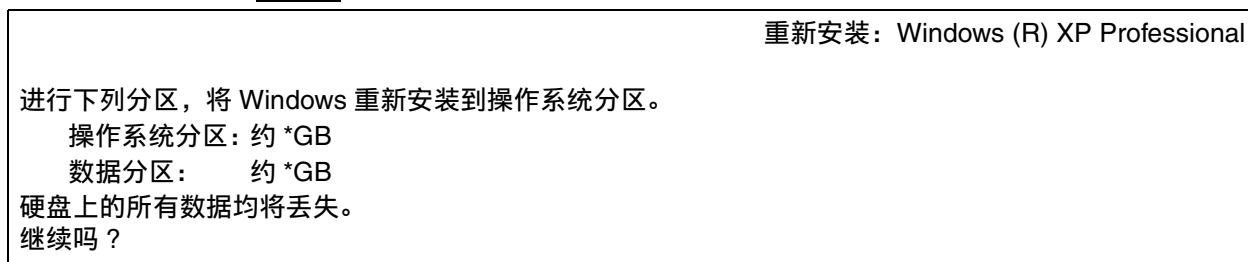 重新安装：Windows (R) XP Professional
进行下列分区，将 Windows 重新安装到操作系统分区。
操作系统分区：约 *GB
数据分区： 约 *GB
硬盘上的所有数据均将丢失。
继续吗？